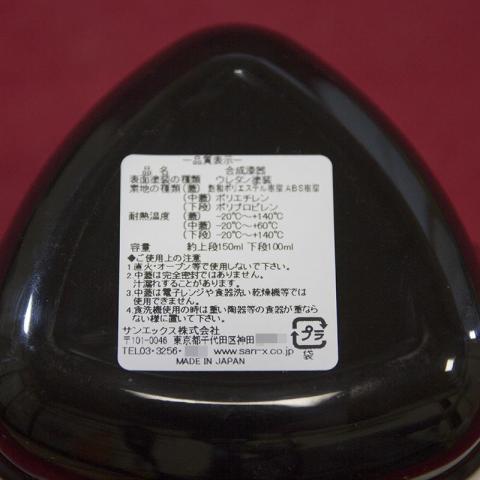 ー品質表示ー
品 名 合成漆器
表面塗装の種類 ウレタン塗装
素地の種類(蓋) 飽和ポリエステル樹脂 ABS樹脂
(中蓋) ポリエチレン
(下段) ポリプロピレン
耐熱温度 (蓋) −20℃〜+140℃
(中蓋) −20℃〜+60℃
(下段) −20℃〜+140℃
容量 約上段150ml 下段100ml
◆ご使用上の注意
1.直火・オーブン等で使用しないで下さい。
2.中蓋は完全密封ではありません。
汁漏れすることがあります。
3.中蓋は電子レンジや食器洗い乾燥機等では
使用できません。
4.食洗機使用の時は重い陶器等の食器が重なら
ない様に置いて下さい。
サンエックス株式会社
〒101-0046 東京都千代田区神田
TEL03-3256- www.san-x.co.jp
MADE IN JAPAN
プラ
袋